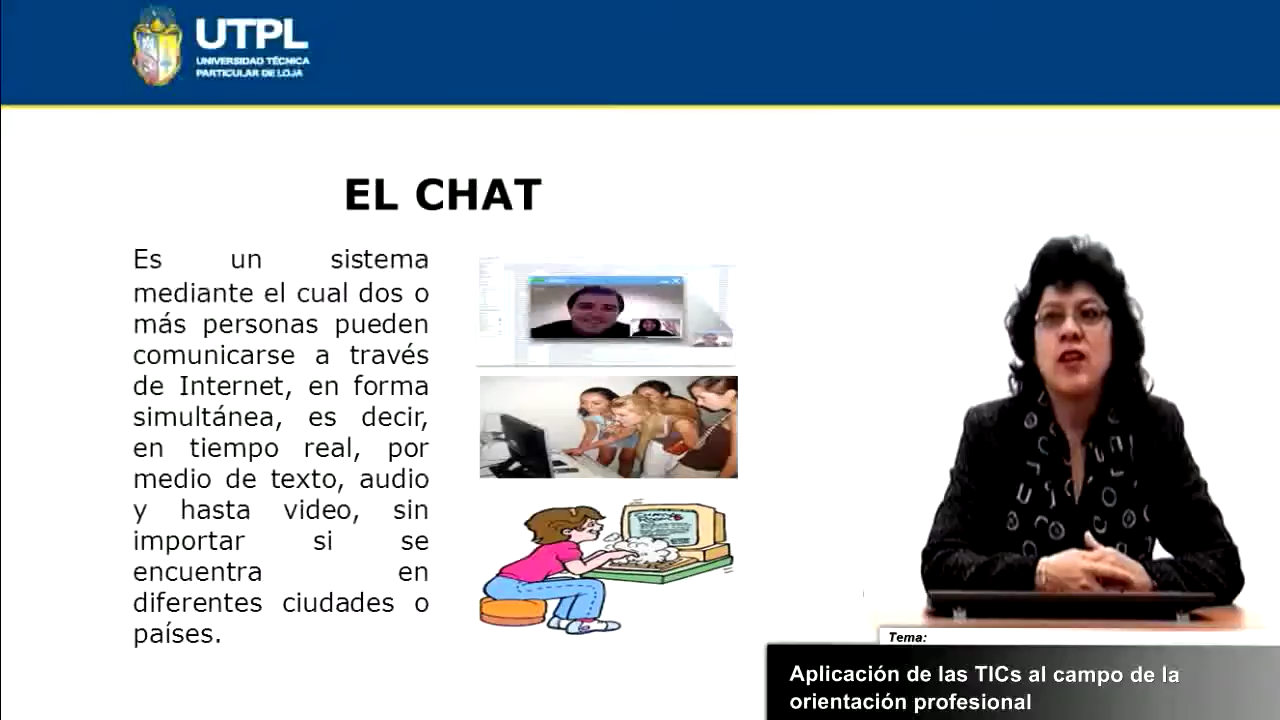 UTPL
UNIVERSIDAD TÉCNICA
PARTICULAR DE LOJA
EL CHAT
Es un sistema
mediante el cual dos o
más personas pueden
comunicarse a través
de Internet, en forma
simultánea, es decir,
en tiempo real, por
medio de texto, audio
y hasta video, sin
importar si se
encuentra en
diferentes ciudades o
países.
Tema:
Aplicación de las TICs al campo de la
orientación profesional